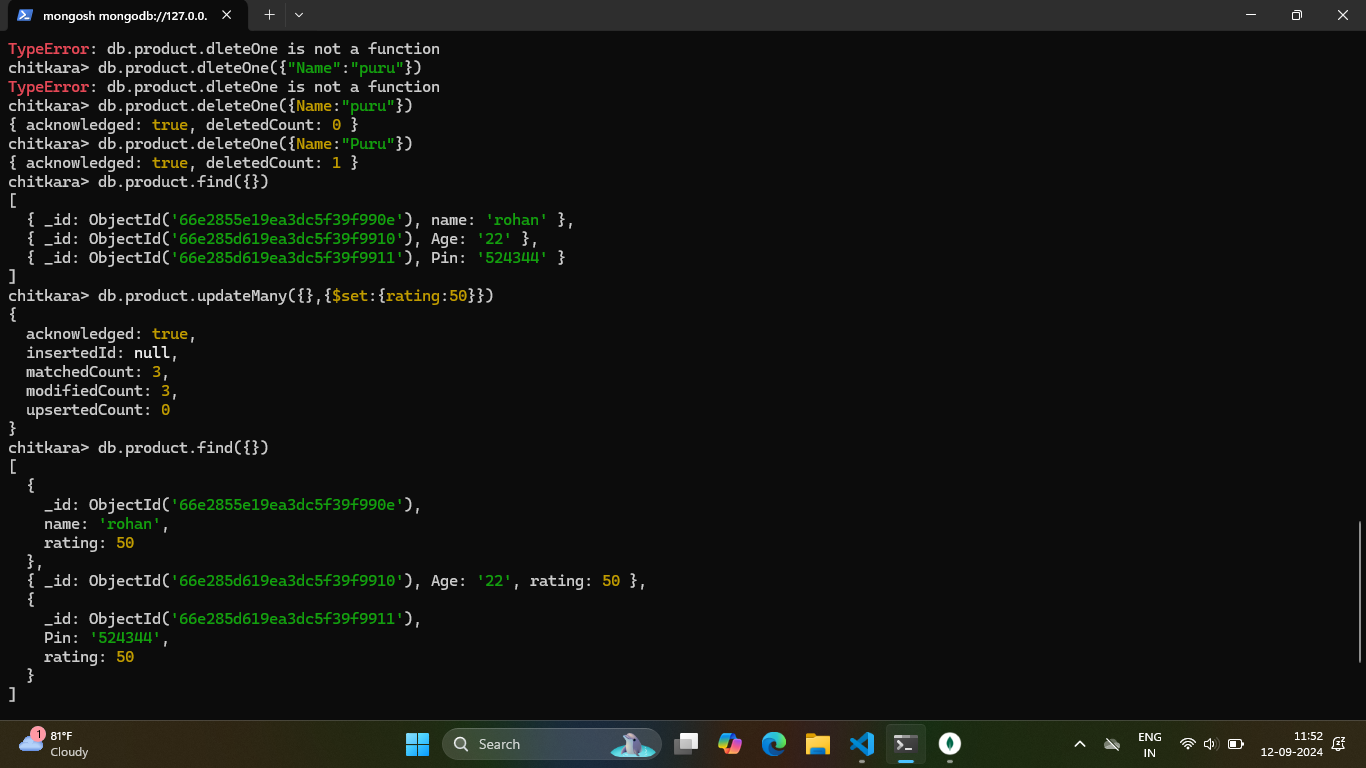 mongosh mongodb://127.0.0.
TypeError: db.product.dleteOne is not a function
chitkara> db.product.dleteOne({"Name":"puru"})
TypeError: db.product.dleteOne is not a function
chitkara> db.product.deleteOne({Name:"puru"})
{ acknowledged: true, deletedCount: 0 }
chitkara> db.product.deleteOne({Name:"Puru"})
{ acknowledged: true, deletedCount: 1 }
chitkara> db.product.find({})
[
  { _id: ObjectId('66e2855e19ea3dc5f39f990e'), name: 'rohan' },
  { _id: ObjectId('66e285d619ea3dc5f39f9910'), Age: '22' },
  { _id: ObjectId('66e285d619ea3dc5f39f9911'), Pin: '524344' }
]
chitkara> db.product.updateMany({},{$set:{rating:50}})
{
  acknowledged: true,
  insertedId: null,
  matchedCount: 3,
  modifiedCount: 3,
  upsertedCount: 0
}
chitkara> db.product.find({})
[
  {
    _id: ObjectId('66e2855e19ea3dc5f39f990e'),
    name: 'rohan',
    rating: 50
  },
  { _id: ObjectId('66e285d619ea3dc5f39f9910'), Age: '22', rating: 50 },
  {
    _id: ObjectId('66e285d619ea3dc5f39f9911'),
    Pin: '524344',
    rating: 50
  }
]
1
81°F
Cloudy
Search
ENG
IN
11:52
12-09-2024